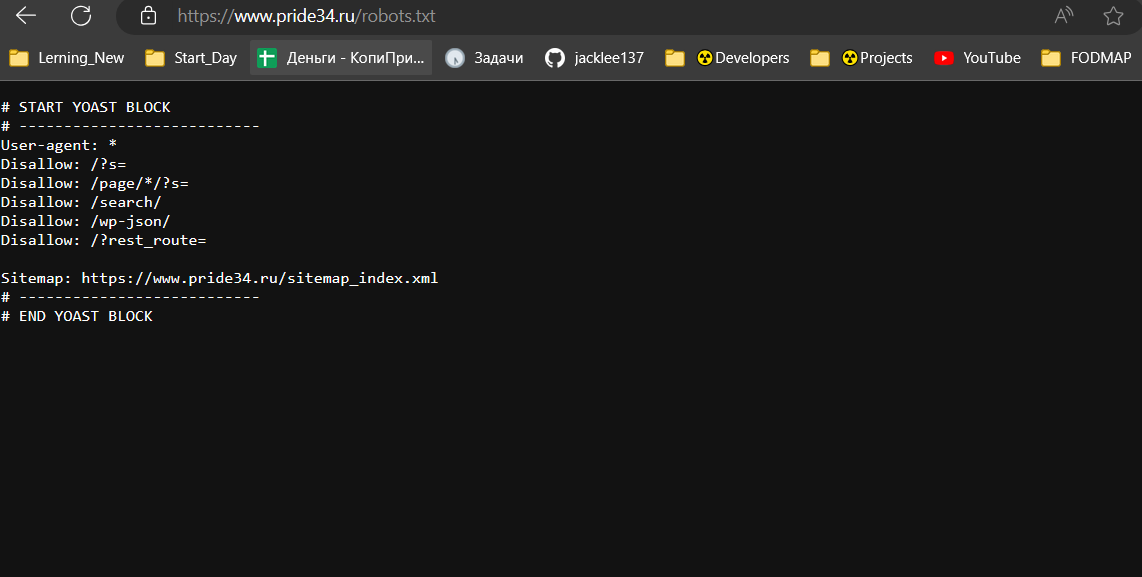 https://www.pride34.ru/robots.txt
Lerning_New Start_Day Деньги - КопиПри... Задачи jacklee137 Developers Projects YouTube FODMAP
# START YOAST BLOCK
# ---------------------------
User-agent: *
Disallow: /?s=
Disallow: /page/*/?s=
Disallow: /search/
Disallow: /wp-json/
Disallow: /?rest_route=
Sitemap: https://www.pride34.ru/sitemap_index.xml
# ---------------------------
# END YOAST BLOCK